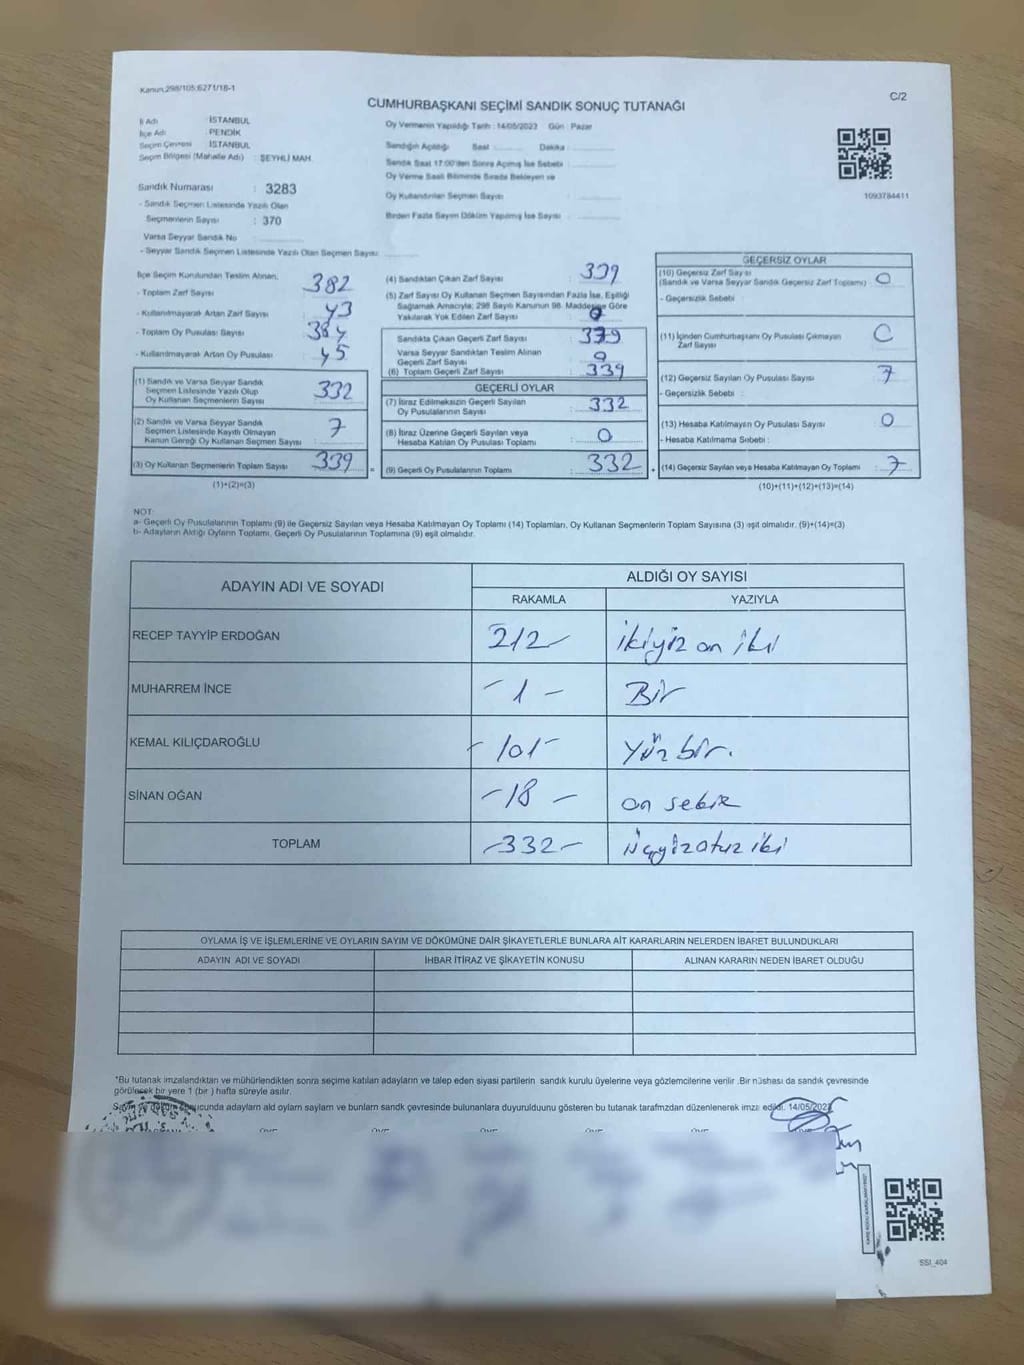 Kanun:298/105;6271/18-1
C/2
CUMHURBAŞKANI SEÇİMİ SANDIK SONUÇ TUTANAĞI
İl Adı : İSTANBUL
İlçe Adı : PENDİK
Seçim Çevresi : İSTANBUL
Seçim Bölgesi (Mahalle Adı) : ŞEYHLİ MAH.
Sandık Numarası : 3283
- Sandık Seçmen Listesinde Yazılı Olan
Seçmenlerin Sayısı : 370
Varsa Seyyar Sandık No
- Seyyar Sandık Seçmen Listesinde Yazılı Olan Seçmen Sayısı:
Oy Vermenin Yapıldığı Tarih : 14/05/2023 Gün : Pazar
Sandığın Açıldığı Saat Dakika :
Sandık Saat 17:00'den Sonra Açılmış İse Sebebi :
Oy Verme Saati Bitiminde Sırada Bekleyen ve
Oy Kullandırılan Seçmen Sayısı :
Birden Fazla Sayım Döküm Yapılmış İse Sayısı :
1093784411
İlçe Seçim Kurulundan Teslim Alınan;
- Toplam Zarf Sayısı : 382
- Kullanılmayarak Artan Zarf Sayısı : 43
- Toplam Oy Pusulası Sayısı : 384
- Kullanılmayarak Artan Oy Pusulası : 45
(1) Sandık ve Varsa Seyyar Sandık
Seçmen Listesinde Yazılı Olup
Oy Kullanan Seçmenlerin Sayısı : 332
(2) Sandık ve Varsa Seyyar Sandık
Seçmen Listesinde Kayıtlı Olmayan
Kanun Gereği Oy Kullanan Seçmen Sayısı : 7
(3) Oy Kullanan Seçmenlerin Toplam Sayısı : 339
(1)+(2)=(3)
(4) Sandıktan Çıkan Zarf Sayısı : 339
(5) Zarf Sayısı Oy Kullanan Seçmen Sayısından Fazla İse, Eşitliği
Sağlamak Amacıyla; 298 Sayılı Kanunun 98. Maddesine Göre
Yakılarak Yok Edilen Zarf Sayısı : 0
Sandıkta Çıkan Geçerli Zarf Sayısı : 339
Varsa Seyyar Sandıktan Teslim Alınan
Geçerli Zarf Sayısı : 0
(6) Toplam Geçerli Zarf Sayısı : 339
GEÇERLİ OYLAR
(7) İtiraz Edilmeksizin Geçerli Sayılan
Oy Pusulalarının Sayısı : 332
(8) İtiraz Üzerine Geçerli Sayılan veya
Hesaba Katılan Oy Pusulası Toplamı : 0
= (9) Geçerli Oy Pusulalarının Toplamı : 332
GEÇERSİZ OYLAR
(10) Geçersiz Zarf Sayısı
(Sandık ve Varsa Seyyar Sandık Geçersiz Zarf Toplamı) : 0
- Geçersizlik Sebebi :
(11) İçinden Cumhurbaşkanı Oy Pusulası Çıkmayan
Zarf Sayısı : 0
(12) Geçersiz Sayılan Oy Pusulası Sayısı : 7
- Geçersizlik Sebebi :
(13) Hesaba Katılmayan Oy Pusulası Sayısı : 0
- Hesaba Katılmama Sebebi :
+ (14) Geçersiz Sayılan veya Hesaba Katılmayan Oy Toplamı : 7
(10)+(11)+(12)+(13)=(14)
NOT:
a- Geçerli Oy Pusulalarının Toplamı (9) ile Geçersiz Sayılan veya Hesaba Katılmayan Oy Toplamı (14) Toplamları, Oy Kullanan Seçmenlerin Toplam Sayısına (3) eşit olmalıdır. (9)+(14)=(3)
b- Adayların Aldığı Oyların Toplamı, Geçerli Oy Pusulalarının Toplamına (9) eşit olmalıdır.
ADAYIN ADI VE SOYADI
ALDIĞI OY SAYISI
RAKAMLA YAZIYLA
RECEP TAYYİP ERDOĞAN 212- ikiyüz on iki
MUHARREM İNCE -1- Bir
KEMAL KILIÇDAROĞLU -101- Yüz bir.
SİNAN OĞAN -18- on sekiz
TOPLAM -332- üçyüzotuz iki
OYLAMA İŞ VE İŞLEMLERİNE VE OYLARIN SAYIM VE DÖKÜMÜNE DAİR ŞİKAYETLERLE BUNLARA AİT KARARLARIN NELERDEN İBARET BULUNDUKLARI
ADAYIN ADI VE SOYADI İHBAR İTİRAZ VE ŞİKAYETİN KONUSU ALINAN KARARIN NEDEN İBARET OLDUĞU
*Bu tutanak imzalandıktan ve mühürlendikten sonra seçime katılan adayların ve talep eden siyasi partilerin sandık kurulu üyelerine veya gözlemcilerine verilir .Bir nüshası da sandık çevresinde
görülecek bir yere 1 (bir ) hafta süreyle asılır.
sonucunda adayların ald oyların sayların ve bunların sandk çevresinde bulunanlara duyurulduunu gösteren bu tutanak tarafmzdan düzenlenerek imza edildi. 14/05/2023
SSI_404